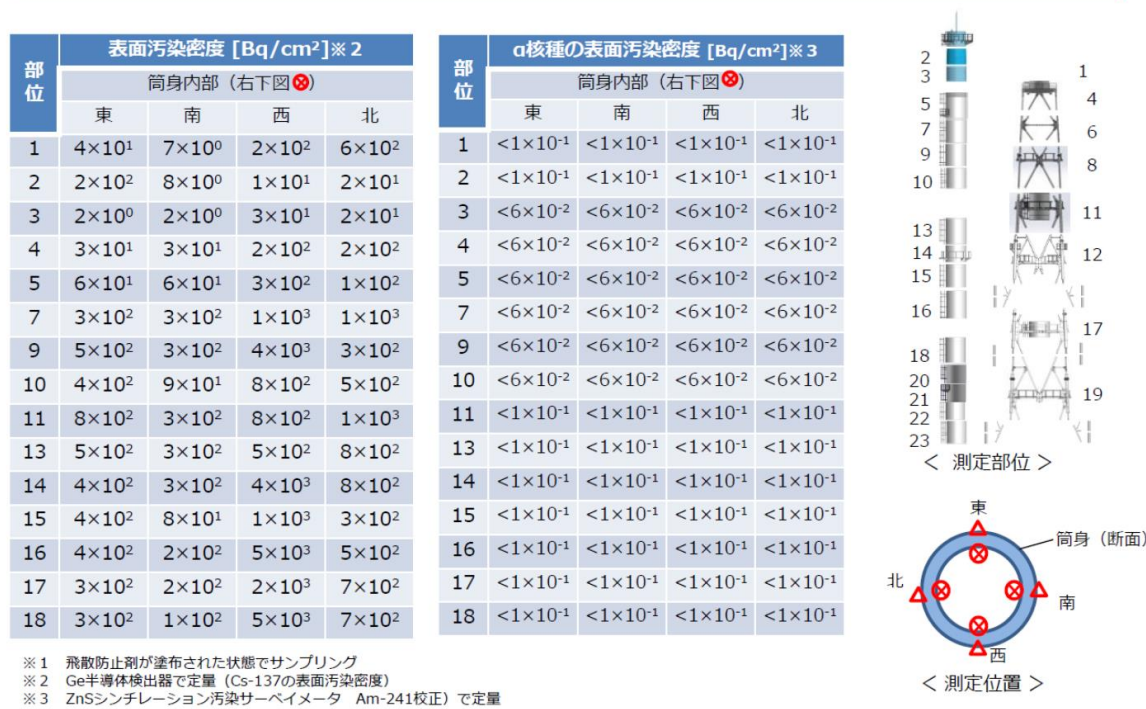 部位 表面汚染密度 [Bq/cm²]※2
筒身内部（右下図⊗）
東 南 西 北
1 4×10¹ 7×10⁰ 2×10² 6×10²
2 2×10² 8×10⁰ 1×10¹ 2×10¹
3 2×10⁰ 2×10⁰ 3×10¹ 2×10¹
4 3×10¹ 3×10¹ 2×10² 2×10²
5 6×10¹ 6×10¹ 3×10² 1×10²
7 3×10² 3×10² 1×10³ 1×10³
9 5×10² 3×10² 4×10³ 3×10²
10 4×10² 9×10¹ 8×10² 5×10²
11 8×10² 3×10² 8×10² 1×10³
13 5×10² 3×10² 5×10² 8×10²
14 4×10² 3×10² 4×10³ 8×10²
15 4×10² 8×10¹ 1×10³ 3×10²
16 4×10² 2×10² 5×10³ 5×10²
17 3×10² 2×10² 2×10³ 7×10²
18 3×10² 1×10² 5×10³ 7×10²
部位 α核種の表面汚染密度 [Bq/cm²]※3
筒身内部（右下図⊗）
東 南 西 北
1 <1×10⁻¹ <1×10⁻¹ <1×10⁻¹ <1×10⁻¹
2 <1×10⁻¹ <1×10⁻¹ <1×10⁻¹ <1×10⁻¹
3 <6×10⁻² <6×10⁻² <6×10⁻² <6×10⁻²
4 <6×10⁻² <6×10⁻² <6×10⁻² <6×10⁻²
5 <6×10⁻² <6×10⁻² <6×10⁻² <6×10⁻²
7 <6×10⁻² <6×10⁻² <6×10⁻² <6×10⁻²
9 <6×10⁻² <6×10⁻² <6×10⁻² <6×10⁻²
10 <6×10⁻² <6×10⁻² <6×10⁻² <6×10⁻²
11 <1×10⁻¹ <1×10⁻¹ <1×10⁻¹ <1×10⁻¹
13 <1×10⁻¹ <1×10⁻¹ <1×10⁻¹ <1×10⁻¹
14 <1×10⁻¹ <1×10⁻¹ <1×10⁻¹ <1×10⁻¹
15 <1×10⁻¹ <1×10⁻¹ <1×10⁻¹ <1×10⁻¹
16 <1×10⁻¹ <1×10⁻¹ <1×10⁻¹ <1×10⁻¹
17 <1×10⁻¹ <1×10⁻¹ <1×10⁻¹ <1×10⁻¹
18 <1×10⁻¹ <1×10⁻¹ <1×10⁻¹ <1×10⁻¹
2
3
5
7
9
10
13
14
15
16
18
20
21
22
23
1
4
6
8
11
12
17
19
＜ 測定部位 ＞
東
筒身（断面）
北
南
西
＜ 測定位置 ＞
※1 飛散防止剤が塗布された状態でサンプリング
※2 Ge半導体検出器で定量（Cs-137の表面汚染密度）
※3 ZnSシンチレーション汚染サーベイメータ Am-241校正）で定量